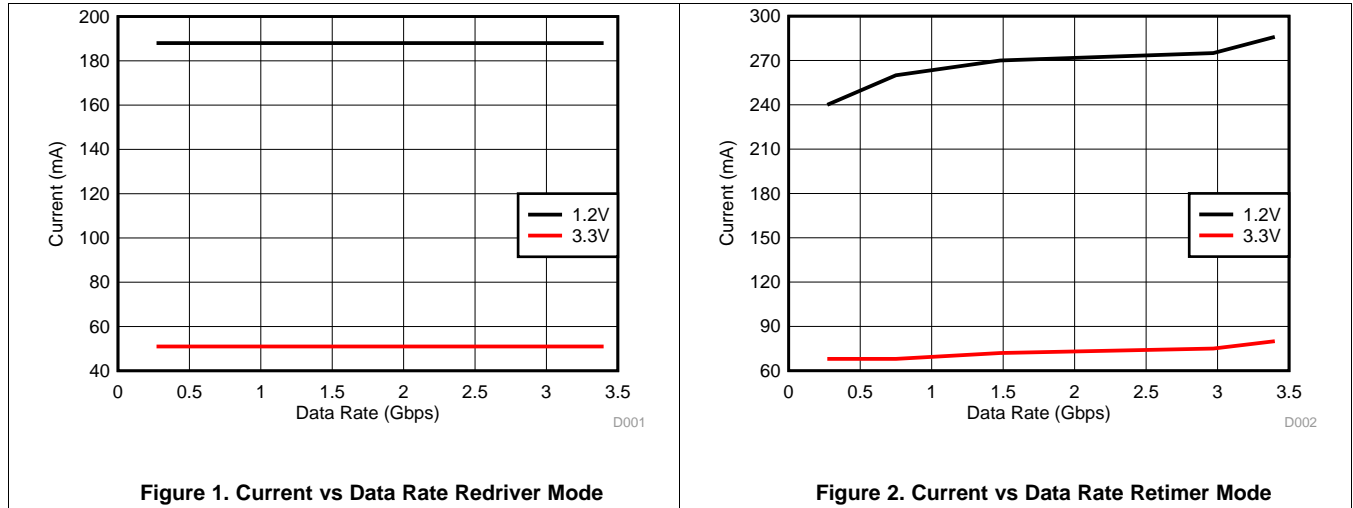 200
180
160
140
120
100
80
60
40
Current (mA)
1.2V
3.3V
0 0.5 1 1.5 2 2.5 3 3.5
Data Rate (Gbps)
D001
Figure 1. Current vs Data Rate Redriver Mode
300
270
240
210
180
150
120
90
60
Current (mA)
1.2V
3.3V
0 0.5 1 1.5 2 2.5 3 3.5
Data Rate (Gbps)
D002
Figure 2. Current vs Data Rate Retimer Mode